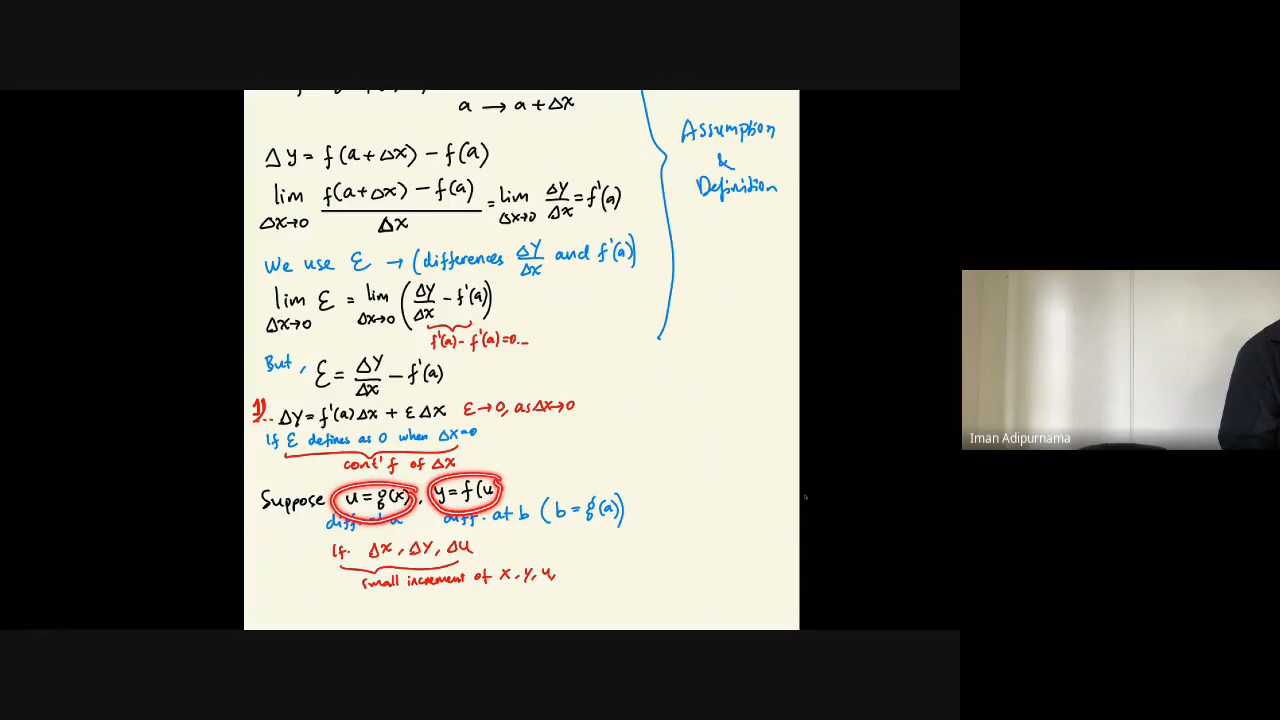 a → a + Δx
Δy = f(a+Δx) − f(a)
lim Δx→0 f(a+Δx) − f(a) / Δx = lim Δx→0 Δy/Δx = f'(a)
We use ε → (differences Δy/Δx and f'(a))
lim Δx→0 ε = lim Δx→0 (Δy/Δx − f'(a))
f'(a) − f'(a) = 0...
But, ε = Δy/Δx − f'(a)
1).. Δy = f'(a) Δx + ε Δx ε → 0, as Δx→0
If ε defines as 0 when Δx=0
cont' f of Δx
Suppose u = g(x), y = f(u
diff. at a diff. at b (b = g(a))
If. Δx, Δy, Δu
small increment of x, y, u,
Assumption
&
Definition
Iman Adipurnama